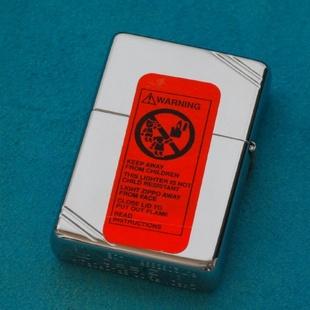 WARNING
KEEP AWAY
FROM CHILDREN
THIS LIGHTER IS NOT
CHILD RESISTANT
LIGHT ZIPPO AWAY
FROM FACE
CLOSE LID TO
PUT OUT FLAME
READ
INSTRUCTIONS